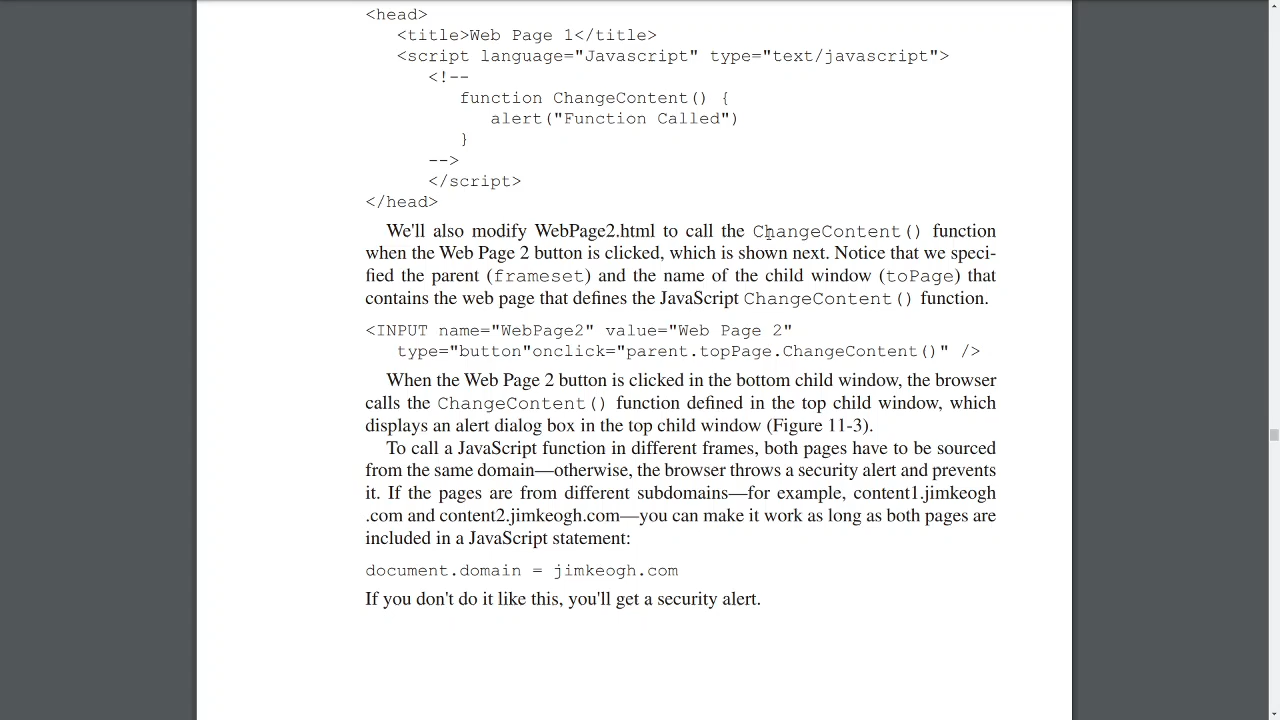 <head>
<title>Web Page 1</title>
<script language="Javascript" type="text/javascript">
<!--
function ChangeContent() {
alert("Function Called")
}
-->
</script>
</head>
We'll also modify WebPage2.html to call the ChangeContent() function
when the Web Page 2 button is clicked, which is shown next. Notice that we speci-
fied the parent (frameset) and the name of the child window (toPage) that
contains the web page that defines the JavaScript ChangeContent() function.
<INPUT name="WebPage2" value="Web Page 2"
type="button"onclick="parent.topPage.ChangeContent()" />
When the Web Page 2 button is clicked in the bottom child window, the browser
calls the ChangeContent() function defined in the top child window, which
displays an alert dialog box in the top child window (Figure 11-3).
To call a JavaScript function in different frames, both pages have to be sourced
from the same domain—otherwise, the browser throws a security alert and prevents
it. If the pages are from different subdomains—for example, content1.jimkeogh
.com and content2.jimkeogh.com—you can make it work as long as both pages are
included in a JavaScript statement:
document.domain = jimkeogh.com
If you don't do it like this, you'll get a security alert.